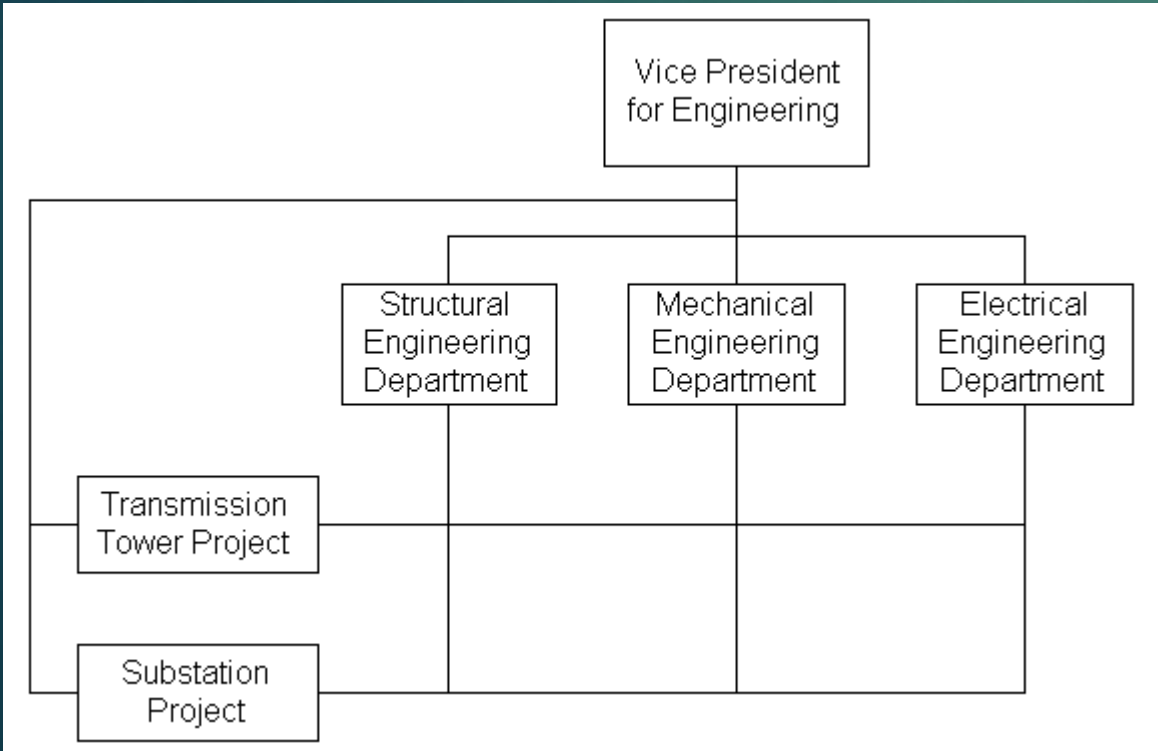 Vice President
for Engineering
Structural
Engineering
Department
Mechanical
Engineering
Department
Electrical
Engineering
Department
Transmission
Tower Project
Substation
Project